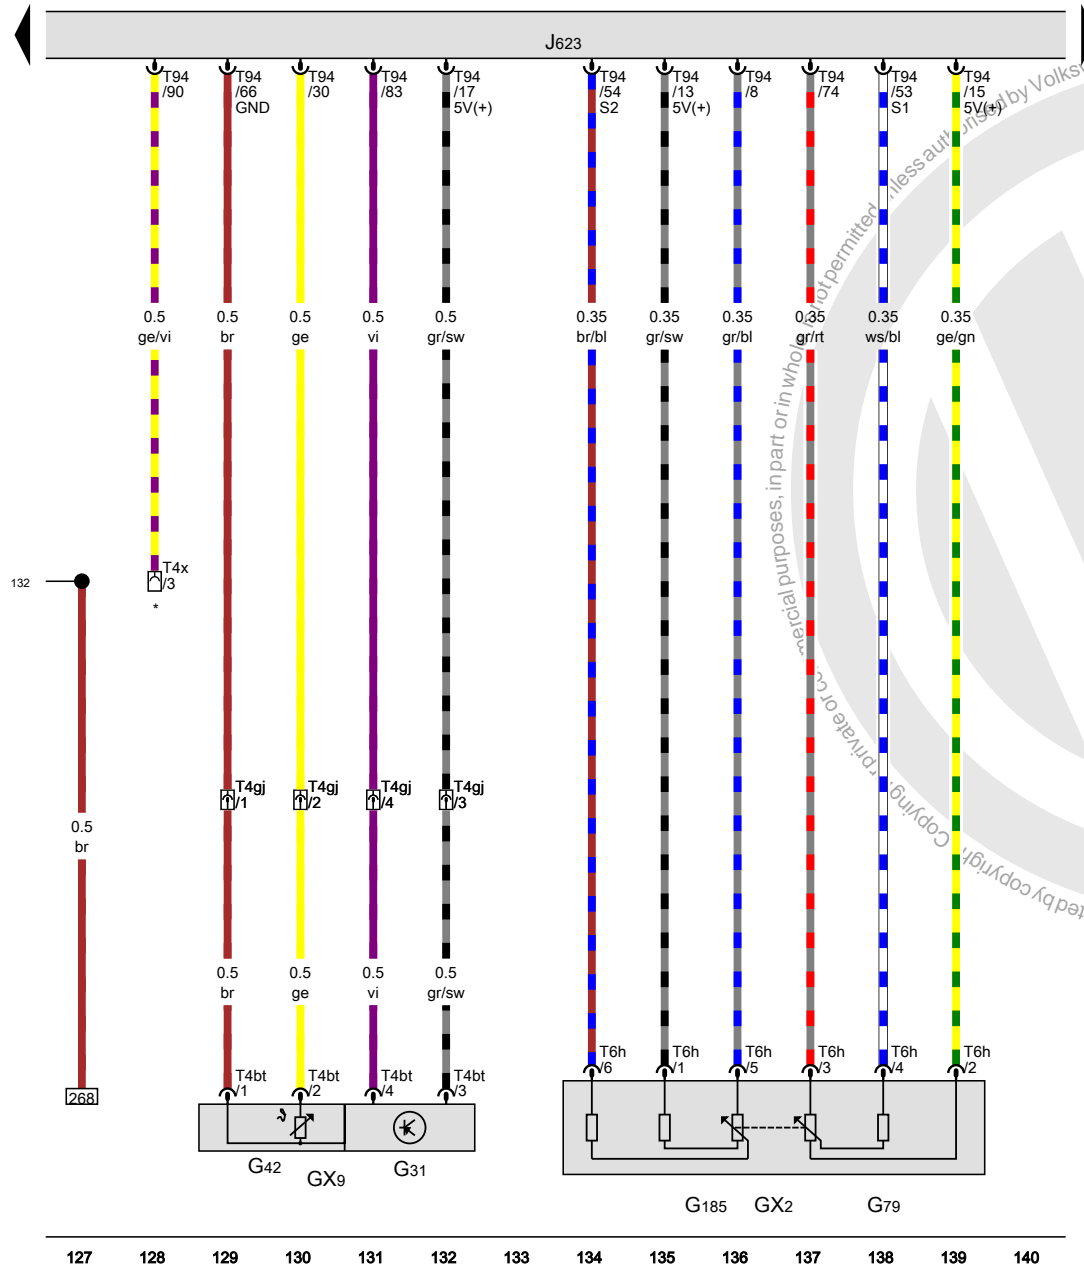 J623
T94 T94 T94 T94 T94 T94 T94 T94 T94 T94 T94
/90 /66 /30 /83 /17 /54 /13 /8 /74 /53 /15
GND 5V(+) S2 5V(+) S1 5V(+)
0.5 0.5 0.5 0.5 0.5 0.35 0.35 0.35 0.35 0.35 0.35
ge/vi br ge vi gr/sw br/bl gr/sw gr/bl gr/rt ws/bl ge/gn
T4x
/3
*
132
T4gj T4gj T4gj T4gj
/1 /2 /4 /3
0.5
br
0.5 0.5 0.5 0.5
br ge vi gr/sw
T6h T6h T6h T6h T6h T6h
/6 /1 /5 /3 /4 /2
T4bt T4bt T4bt T4bt
/1 /2 /4 /3
268
G42 GX9 G31
G185 GX2 G79
127 128 129 130 131 132 133 134 135 136 137 138 139 140